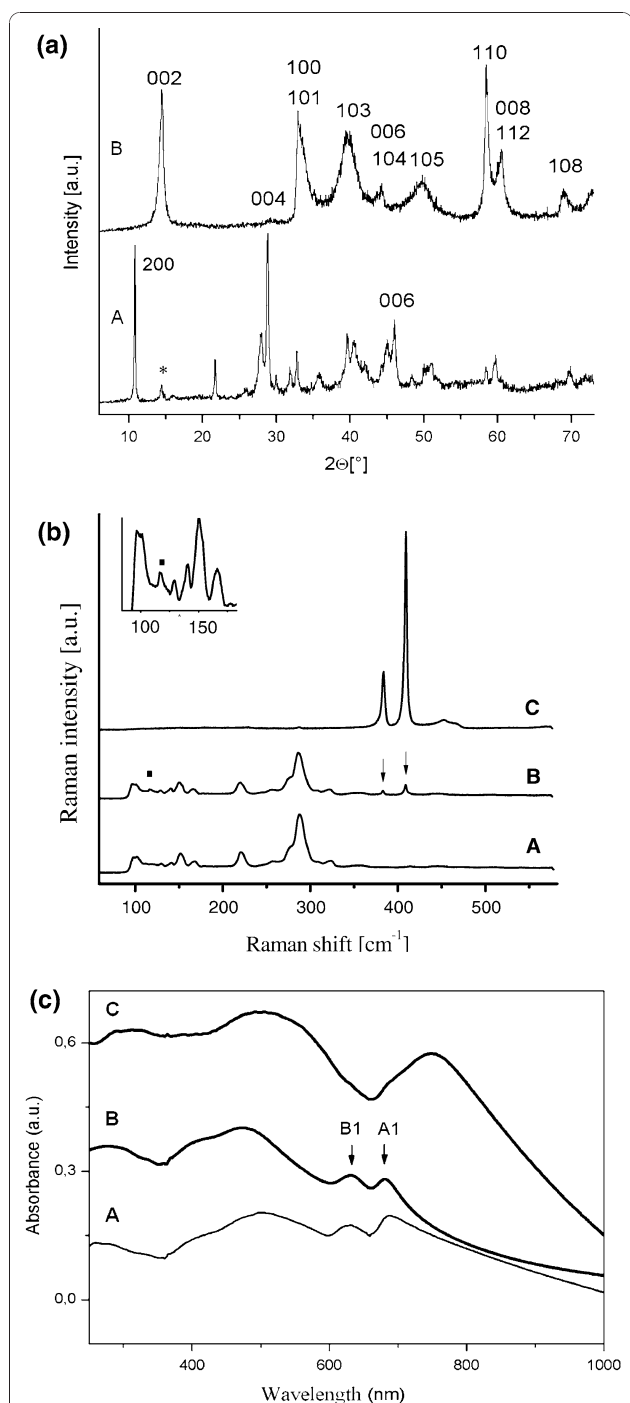 (a)
002
100
101
103
006
104
105
110
008
112
108
004
B
200
A
*
006
Intensity [a.u.]
10 20 30 40 50 60 70
2Θ[°]
(b)
100 150
C
B
A
Raman intensity [a.u.]
100 200 300 400 500
Raman shift [cm⁻¹]
(c)
C
0,6
B
B1 A1
0,3
A
0,0
Absorbance (a.u.)
400 600 800 1000
Wavelength (nm)